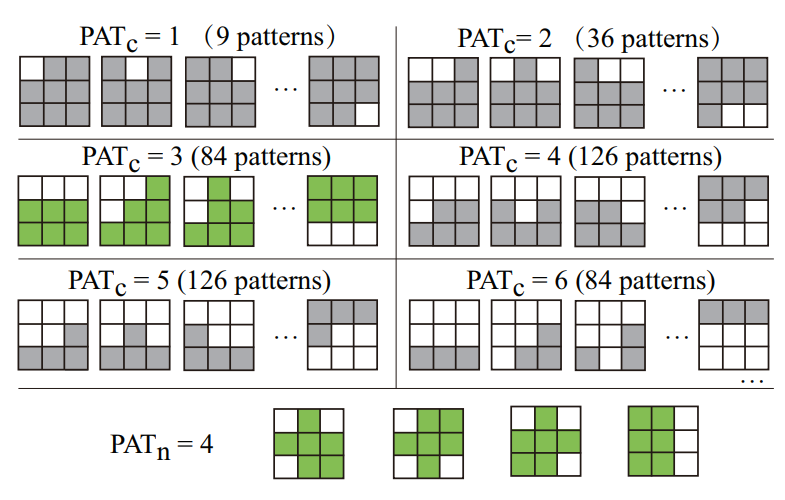 PATc = 1 (9 patterns)
PATc= 2 (36 patterns)
...
...
PATc = 3 (84 patterns)
PATc = 4 (126 patterns)
...
...
PATc = 5 (126 patterns)
PATc = 6 (84 patterns)
...
...
...
PATn = 4